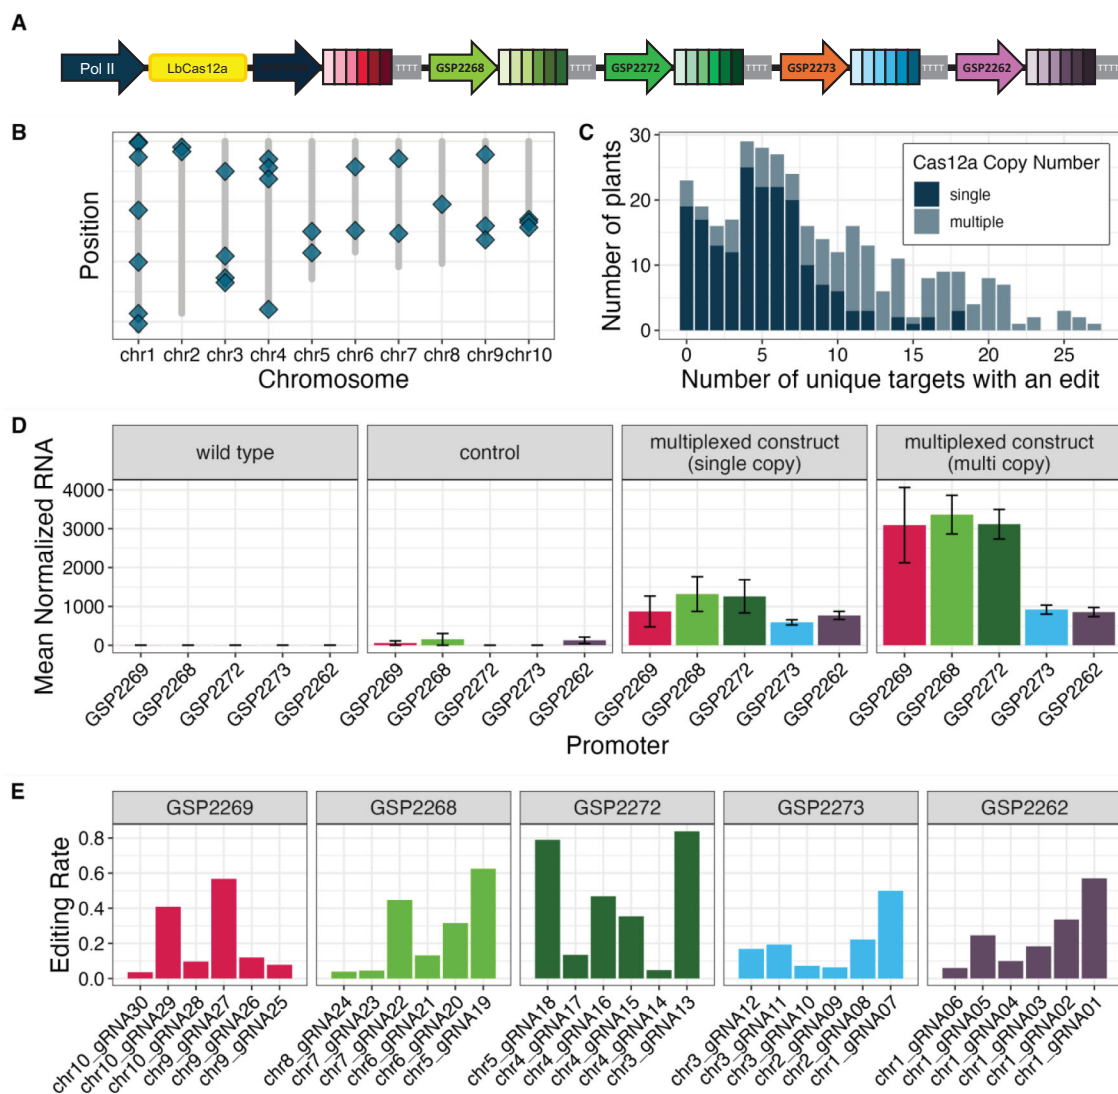 A
Pol II LbCas12a TTTT GSP2268 TTTT GSP2272 TTTT GSP2273 TTTT GSP2262 TTTT
B
Position
chr1 chr2 chr3 chr4 chr5 chr6 chr7 chr8 chr9 chr10
Chromosome
C
Number of plants
30
20
10
0
Cas12a Copy Number
single
multiple
0 5 10 15 20 25
Number of unique targets with an edit
D
Mean Normalized RNA
wild type control multiplexed construct (single copy) multiplexed construct (multi copy)
4000
3000
2000
1000
0
GSP2269 GSP2268 GSP2272 GSP2273 GSP2262 GSP2269 GSP2268 GSP2272 GSP2273 GSP2262 GSP2269 GSP2268 GSP2272 GSP2273 GSP2262 GSP2269 GSP2268 GSP2272 GSP2273 GSP2262
Promoter
E
Editing Rate
GSP2269 GSP2268 GSP2272 GSP2273 GSP2262
0.8
0.6
0.4
0.2
0.0
chr10_gRNA30 chr10_gRNA29 chr10_gRNA28 chr9_gRNA27 chr9_gRNA26 chr9_gRNA25 chr8_gRNA24 chr7_gRNA23 chr7_gRNA22 chr6_gRNA21 chr6_gRNA20 chr5_gRNA19 chr5_gRNA18 chr4_gRNA17 chr4_gRNA16 chr4_gRNA15 chr4_gRNA14 chr3_gRNA13 chr3_gRNA12 chr3_gRNA11 chr3_gRNA10 chr2_gRNA09 chr2_gRNA08 chr1_gRNA07 chr1_gRNA06 chr1_gRNA05 chr1_gRNA04 chr1_gRNA03 chr1_gRNA02 chr1_gRNA01